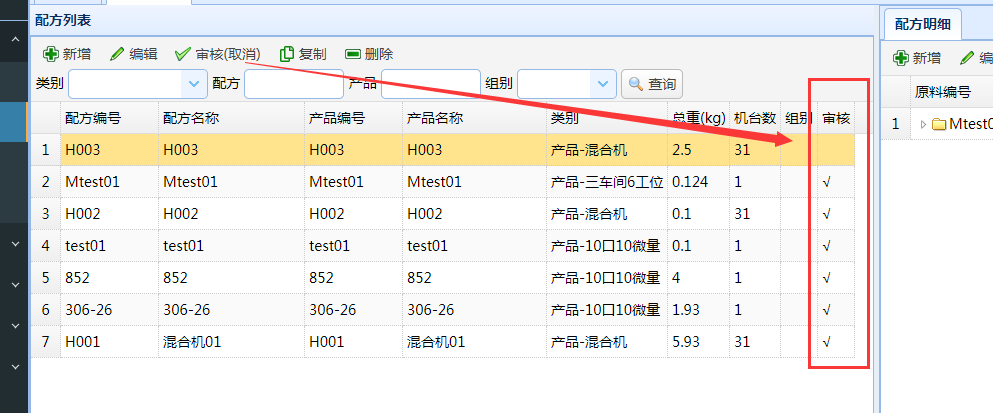 配方列表
新增 编辑 审核(取消) 复制 删除
类别 配方 产品 组别 查询
配方编号 配方名称 产品编号 产品名称 类别 总重(kg) 机台数 组别 审核
1 H003 H003 H003 H003 产品-混合机 2.5 31
2 Mtest01 Mtest01 Mtest01 Mtest01 产品-三车间6工位 0.124 1 √
3 H002 H002 H002 H002 产品-混合机 0.1 31 √
4 test01 test01 test01 test01 产品-10口10微量 0.1 1 √
5 852 852 852 852 产品-10口10微量 4 1 √
6 306-26 306-26 306-26 306-26 产品-10口10微量 1.93 1 √
7 H001 混合机01 H001 混合机01 产品-混合机 5.93 31 √
配方明细
新增 编
原料编号
1 Mtest0